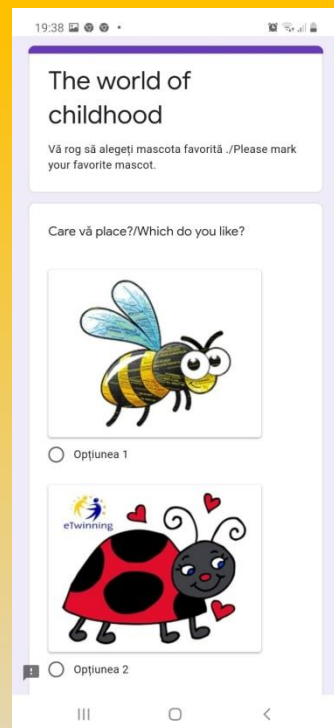 19:38
The world of
childhood
Vă rog să alegeți mascota favorită ./Please mark
your favorite mascot.
Care vă place?/Which do you like?
Opțiunea 1
eTwinning
Opțiunea 2